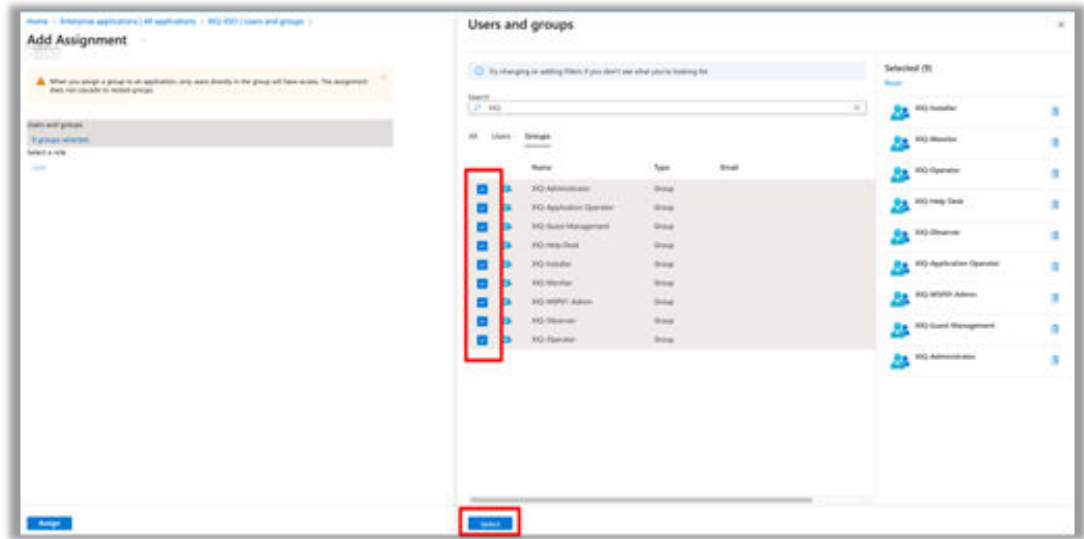 Home > Enterprise applications | All applications > XIQ-SSO | Users and groups >
Add Assignment
When you assign a group to an application, only users directly in the group will have access. The assignment
does not cascade to nested groups.
Users and groups
9 groups selected.
Select a role
User
Assign
Users and groups
Try changing or adding filters if you don't see what you're looking for.
Search
XIQ
All Users Groups
Name Type Email
XIQ-Administrator Group
XIQ-Application Operator Group
XIQ-Guest Management Group
XIQ-Help Desk Group
XIQ-Installer Group
XIQ-Monitor Group
XIQ-MSP01-Admin Group
XIQ-Observer Group
XIQ-Operator Group
Select
Selected (9)
Reset
XIQ-Installer
XIQ-Monitor
XIQ-Operator
XIQ-Help Desk
XIQ-Observer
XIQ-Application Operator
XIQ-MSP01-Admin
XIQ-Guest Management
XIQ-Administrator